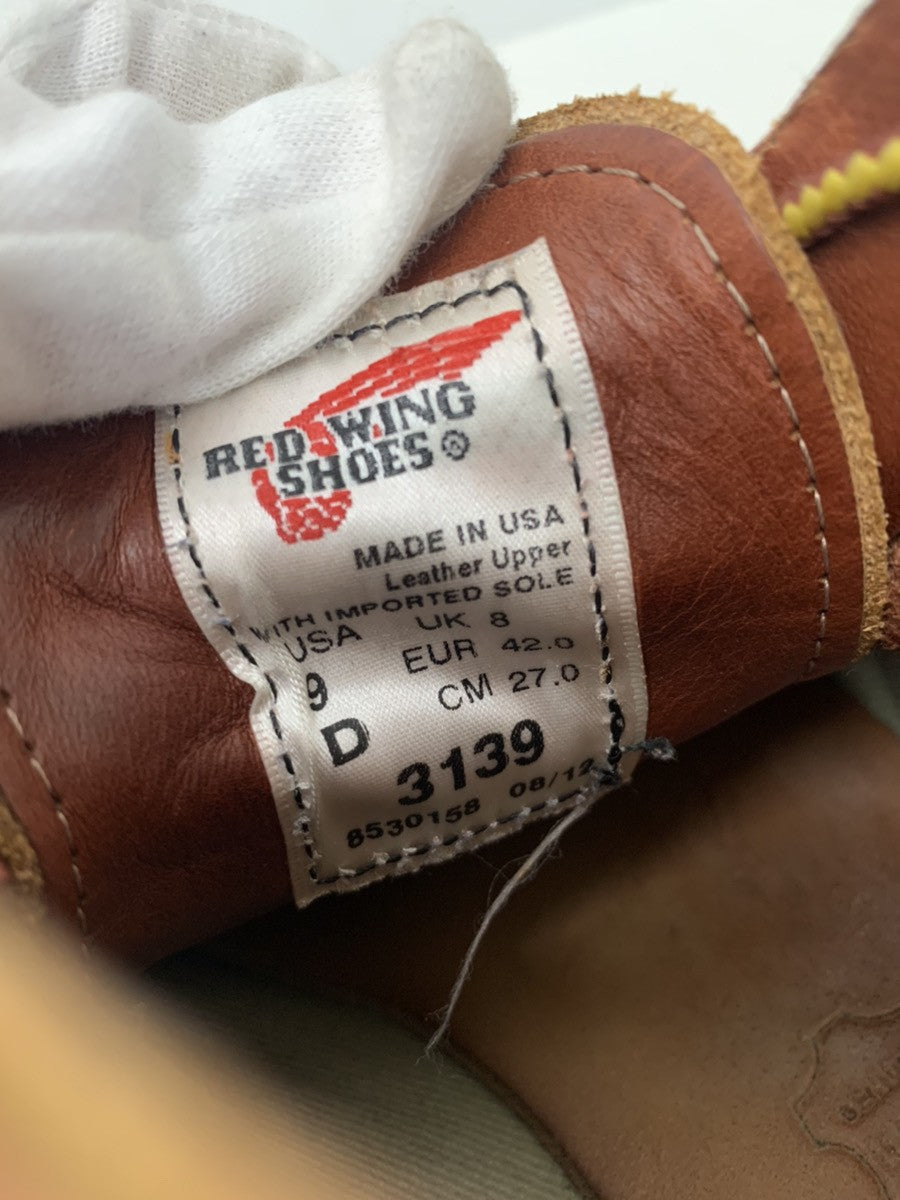 RED WING
SHOES®
MADE IN USA
Leather Upper
WITH IMPORTED SOLE
USA UK 8
9 EUR 42.0
D CM 27.0
3139
8530158 08/12